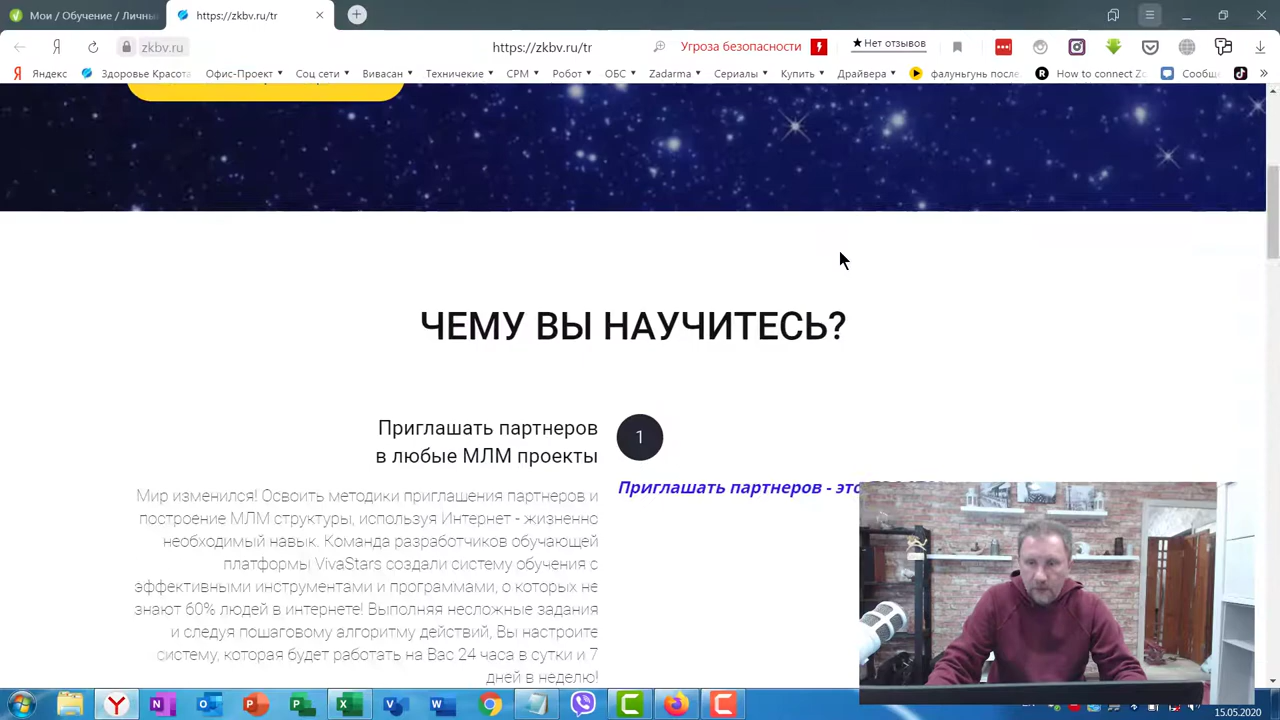 Мои / Обучение / Личны
https://zkbv.ru/tr
zkbv.ru
https://zkbv.ru/tr
Угроза безопасности
★ Нет отзывов
Яндекс
Здоровье Красота
Офис-Проект
Соц сети
Вивасан
Техничекие
СРМ
Робот
ОБС
Zadarma
Сериалы
Купить
Драйвера
фалуньгунь после
How to connect Zo
Сообщ
ЧЕМУ ВЫ НАУЧИТЕСЬ?
Приглашать партнеров
в любые МЛМ проекты
1
Мир изменился! Освоить методики приглашения партнеров и
построение МЛМ структуры, используя Интернет - жизненно
необходимый навык. Команда разработчиков обучающей
платформы VivaStars создали систему обучения с
эффективными инструментами и программами, о которых не
знают 60% людей в интернете! Выполняя несложные задания
и следуя пошаговому алгоритму действий, Вы настроите
систему, которая будет работать на Вас 24 часа в сутки и 7
дней в неделю!
Приглашать партнеров - это
15.05.2020